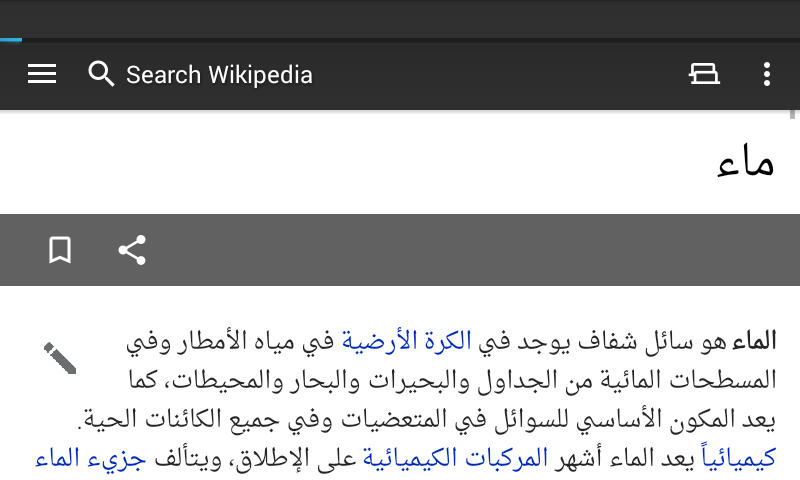 Search Wikipedia
ماء
الماء هو سائل شفاف يوجد في الكرة الأرضية في مياه الأمطار وفي
المسطحات المائية من الجداول والبحيرات والبحار والمحيطات، كما
يعد المكون الأساسي للسوائل في المتعضيات وفي جميع الكائنات الحية.
كيميائياً يعد الماء أشهر المركبات الكيميائية على الإطلاق، ويتألف جزيء الماء